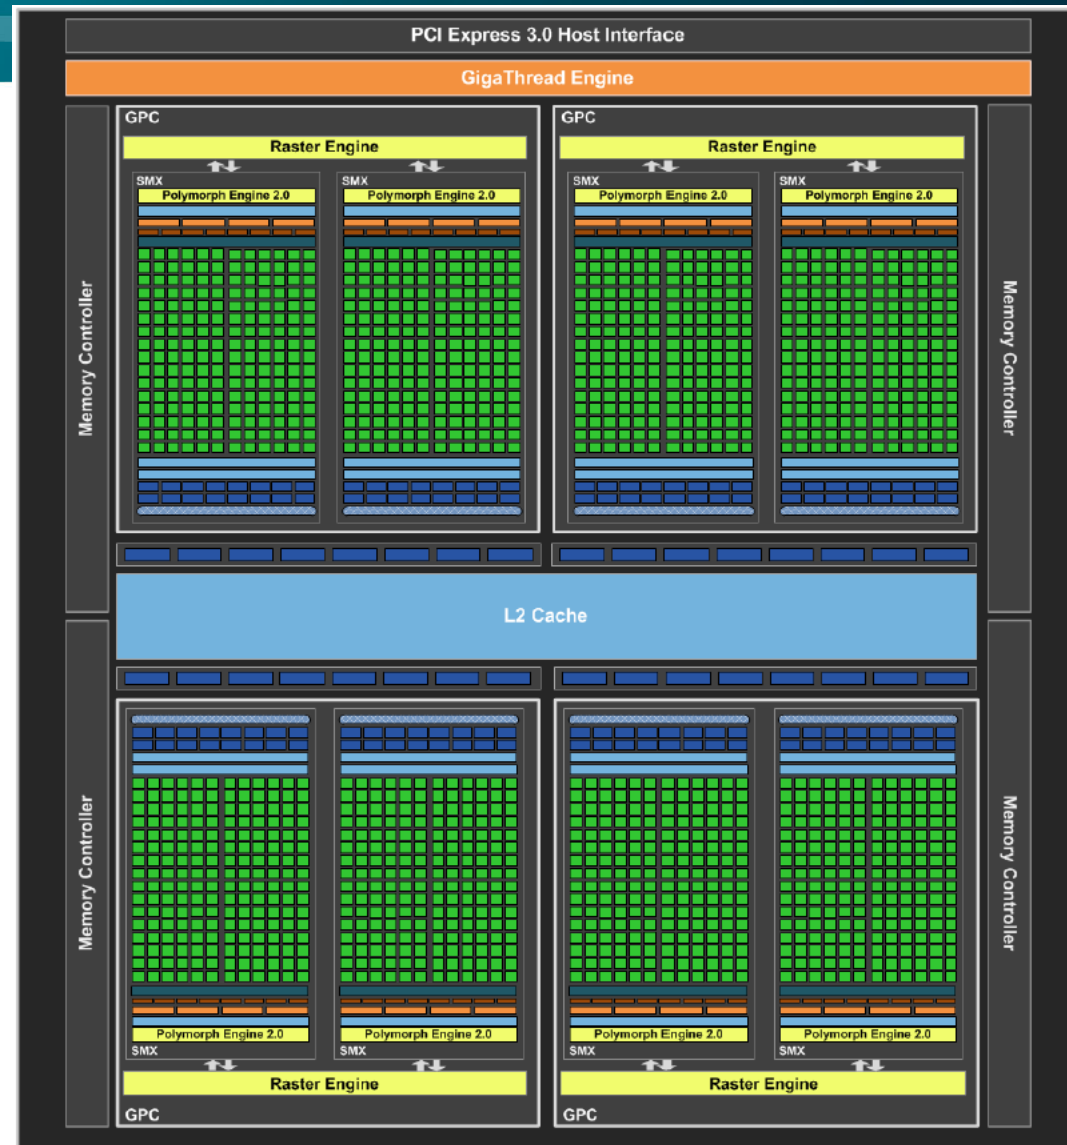 PCI Express 3.0 Host Interface
GigaThread Engine
Memory Controller
GPC
Raster Engine
SMX
Polymorph Engine 2.0
SMX
Polymorph Engine 2.0
GPC
Raster Engine
SMX
Polymorph Engine 2.0
SMX
Polymorph Engine 2.0
Memory Controller
L2 Cache
Memory Controller
Polymorph Engine 2.0
SMX
Polymorph Engine 2.0
SMX
Raster Engine
GPC
Polymorph Engine 2.0
SMX
Polymorph Engine 2.0
SMX
Raster Engine
GPC
Memory Controller